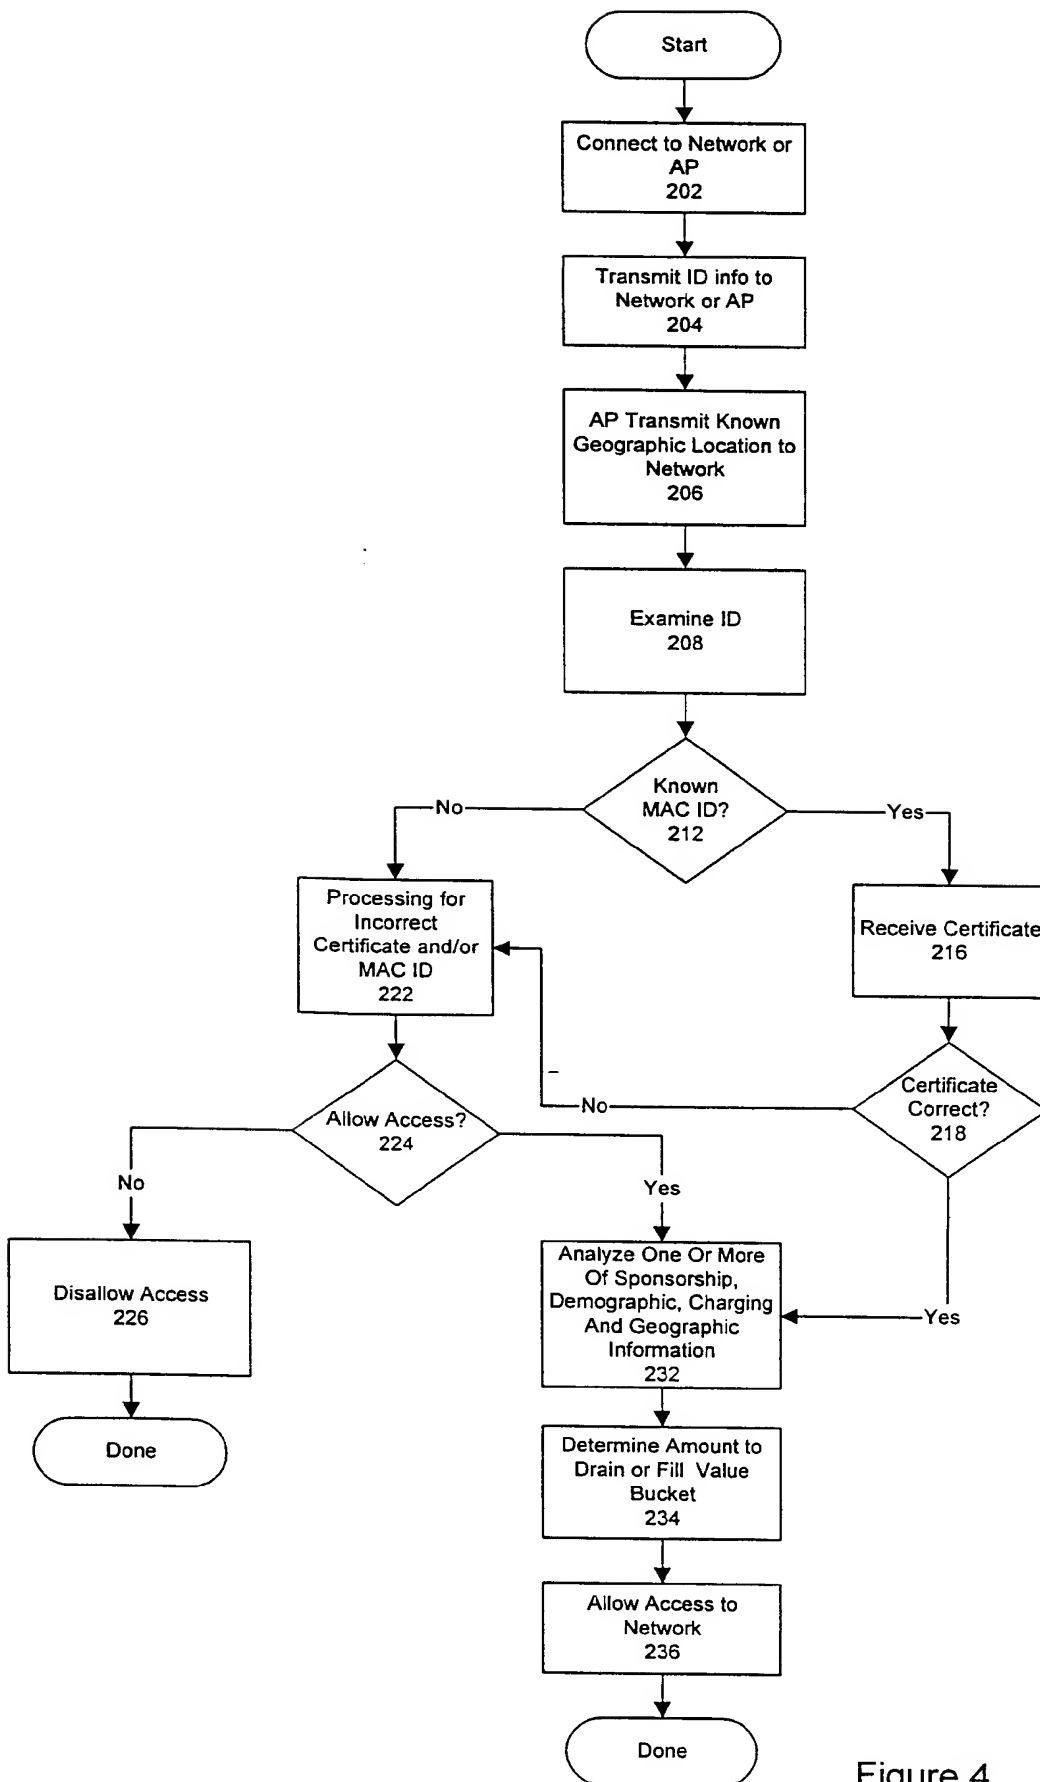 Start
Connect to Network or
AP
202
Transmit ID info to
Network or AP
204
AP Transmit Known
Geographic Location to
Network
206
Examine ID
208
Known
MAC ID?
212
No
Yes
Processing for
Incorrect
Certificate and/or
MAC ID
222
Receive Certificate
216
Certificate
Correct?
218
No
Allow Access?
224
No
Yes
Yes
Disallow Access
226
Analyze One Or More
Of Sponsorship,
Demographic, Charging
And Geographic
Information
232
Done
Determine Amount to
Drain or Fill Value
Bucket
234
Allow Access to
Network
236
Done
Figure 4